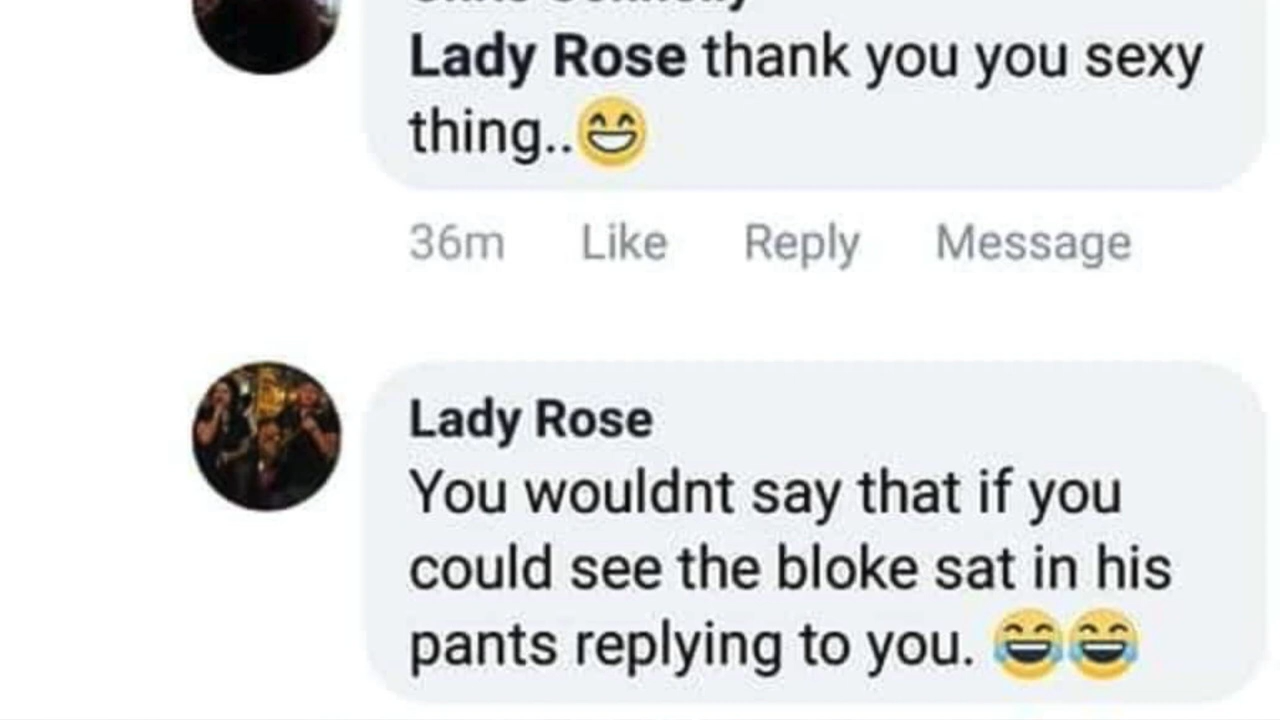 Lady Rose thank you you sexy
thing..😁
36m Like Reply Message
Lady Rose
You wouldnt say that if you
could see the bloke sat in his
pants replying to you. 😂😂